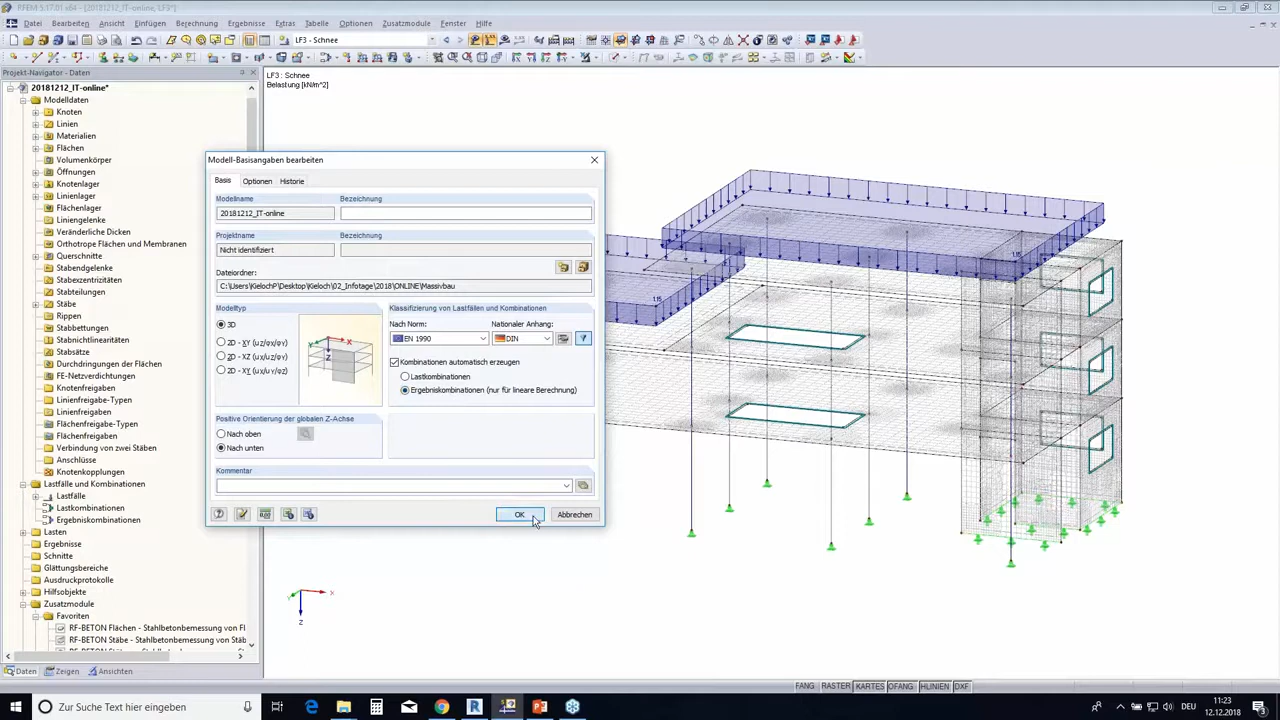 RFEM 5.17.01 x64 - [20181212_IT-online, LF3*]
Datei Bearbeiten Ansicht Einfügen Berechnung Ergebnisse Extras Tabelle Optionen Zusatzmodule Fenster Hilfe
LF3 - Schnee
Projekt-Navigator - Daten
20181212_IT-online*
Modelldaten
Knoten
Linien
Materialien
Flächen
Volumenkörper
Öffnungen
Knotenlager
Linienlager
Flächenlager
Liniengelenke
Veränderliche Dicken
Orthotrope Flächen und Membranen
Querschnitte
Stabendgelenke
Stabexzentrizitäten
Stabteilungen
Stäbe
Rippen
Stabbettungen
Stabnichtlinearitäten
Stabsätze
Durchdringungen der Flächen
FE-Netzverdichtungen
Knotenfreigaben
Linienfreigabe-Typen
Linienfreigaben
Flächenfreigabe-Typen
Flächenfreigaben
Verbindung von zwei Stäben
Anschlüsse
Knotenkopplungen
Lastfälle und Kombinationen
Lastfälle
Lastkombinationen
Ergebniskombinationen
Lasten
Ergebnisse
Schnitte
Glättungsbereiche
Ausdruckprotokolle
Hilfsobjekte
Zusatzmodule
Favoriten
RF-BETON Flächen - Stahlbetonbemessung von Fl
RF-BETON Stäbe - Stahlbetonbemessung von Stäb
Daten Zeigen Ansichten
LF3 : Schnee
Belastung [kN/m^2]
Modell-Basisangaben bearbeiten
Basis Optionen Historie
Modellname Bezeichnung
20181212_IT-online
Projektname Bezeichnung
Nicht identifiziert
Dateiordner:
C:\Users\KielochP\Desktop\Kieloch\02_Infotage\2018\ONLINE\Massivbau
Modelltyp
3D
2D - XY (uZ/φX/φY)
2D - XZ (uX/uZ/φY)
2D - XY (uX/uY/φZ)
Klassifizierung von Lastfällen und Kombinationen
Nach Norm: Nationaler Anhang:
EN 1990 DIN
Kombinationen automatisch erzeugen
Lastkombinationen
Ergebniskombinationen (nur für lineare Berechnung)
Positive Orientierung der globalen Z-Achse
Nach oben
Nach unten
Kommentar
OK Abbrechen
1.15
1.15
X
Y
Z
FANG RASTER KARTES OFANG HLINIEN DXF
Zur Suche Text hier eingeben
DEU
11:23
12.12.2018